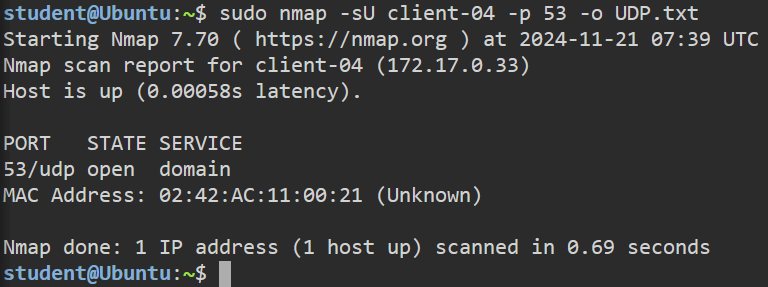 student@Ubuntu:~$ sudo nmap -sU client-04 -p 53 -o UDP.txt
Starting Nmap 7.70 ( https://nmap.org ) at 2024-11-21 07:39 UTC
Nmap scan report for client-04 (172.17.0.33)
Host is up (0.00058s latency).

PORT   STATE SERVICE
53/udp open  domain
MAC Address: 02:42:AC:11:00:21 (Unknown)

Nmap done: 1 IP address (1 host up) scanned in 0.69 seconds
student@Ubuntu:~$